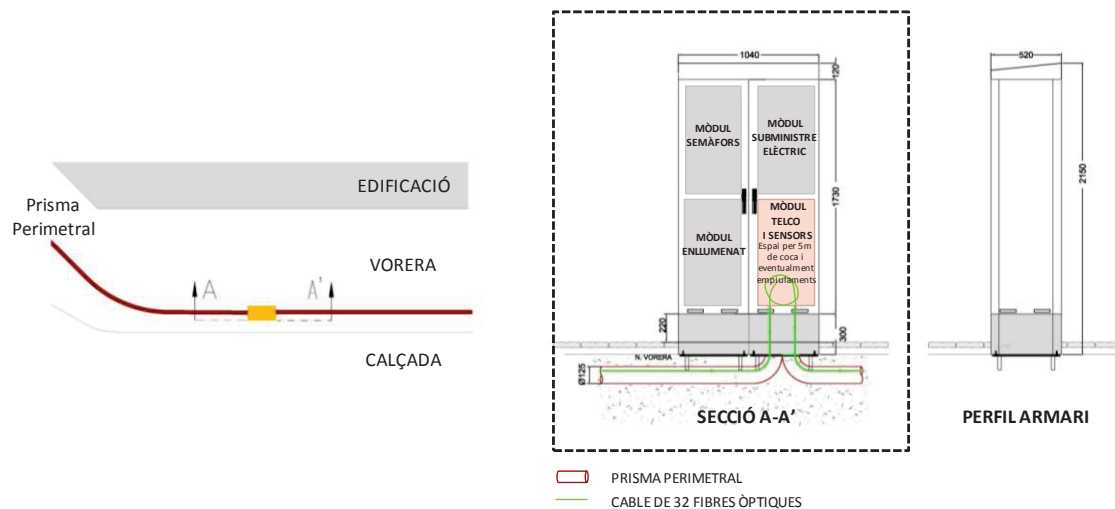 EDIFICACIÓ
Prisma
Perimetral
VORERA
A
A'
CALÇADA
1040
120
MÒDUL
SEMÀFORS
MÒDUL
SUBMINISTRE
ELÈCTRIC
1730
MÒDUL
ENLLUMENAT
MÒDUL
TELCO
I SENSORS
Espai per 5m
de coca i
eventualment
empiulaments
220
300
N. VORERA
Ø125
SECCIÓ A-A'
520
2150
PERFIL ARMARI
PRISMA PERIMETRAL
CABLE DE 32 FIBRES ÒPTIQUES